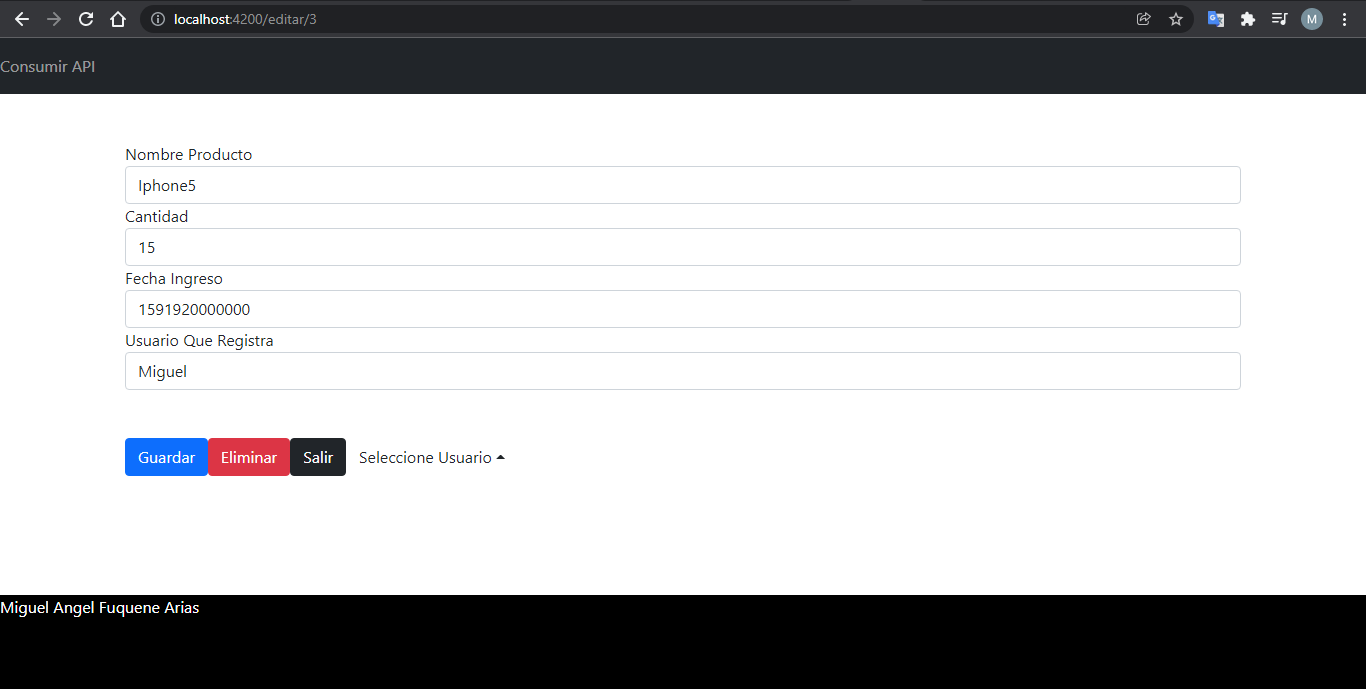 localhost:4200/editar/3
M
Consumir API
Nombre Producto
Iphone5
Cantidad
15
Fecha Ingreso
1591920000000
Usuario Que Registra
Miguel
Guardar Eliminar Salir Seleccione Usuario
Miguel Angel Fuquene Arias